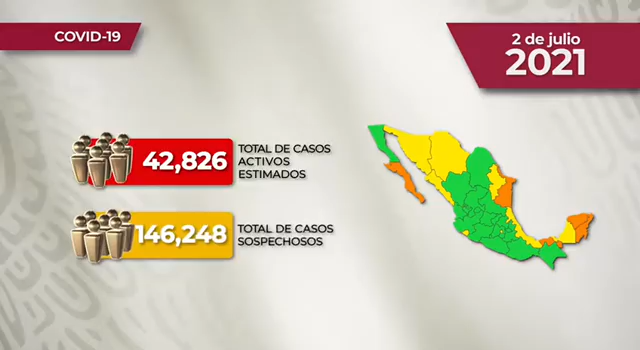 COVID-19
2 de julio
2021
42,826
TOTAL DE CASOS
ACTIVOS
ESTIMADOS
146,248
TOTAL DE CASOS
SOSPECHOSOS